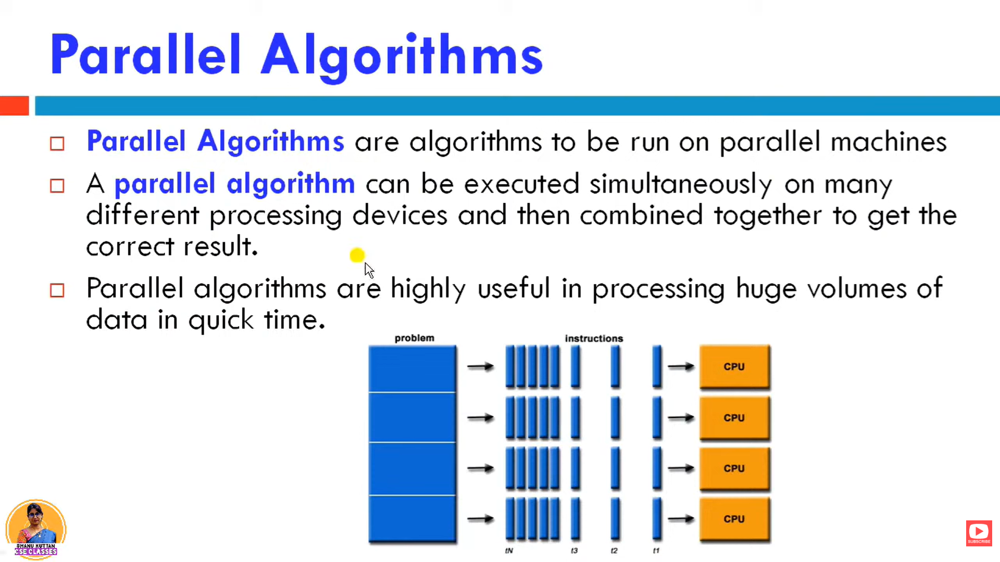 Parallel Algorithms
Parallel Algorithms are algorithms to be run on parallel machines
A parallel algorithm can be executed simultaneously on many
different processing devices and then combined together to get the
correct result.
Parallel algorithms are highly useful in processing huge volumes of
data in quick time.
problem
instructions
CPU
CPU
CPU
CPU
tN
t3
t2
t1
SHANU KUTTAN
CSE CLASSES
SUBSCRIBE